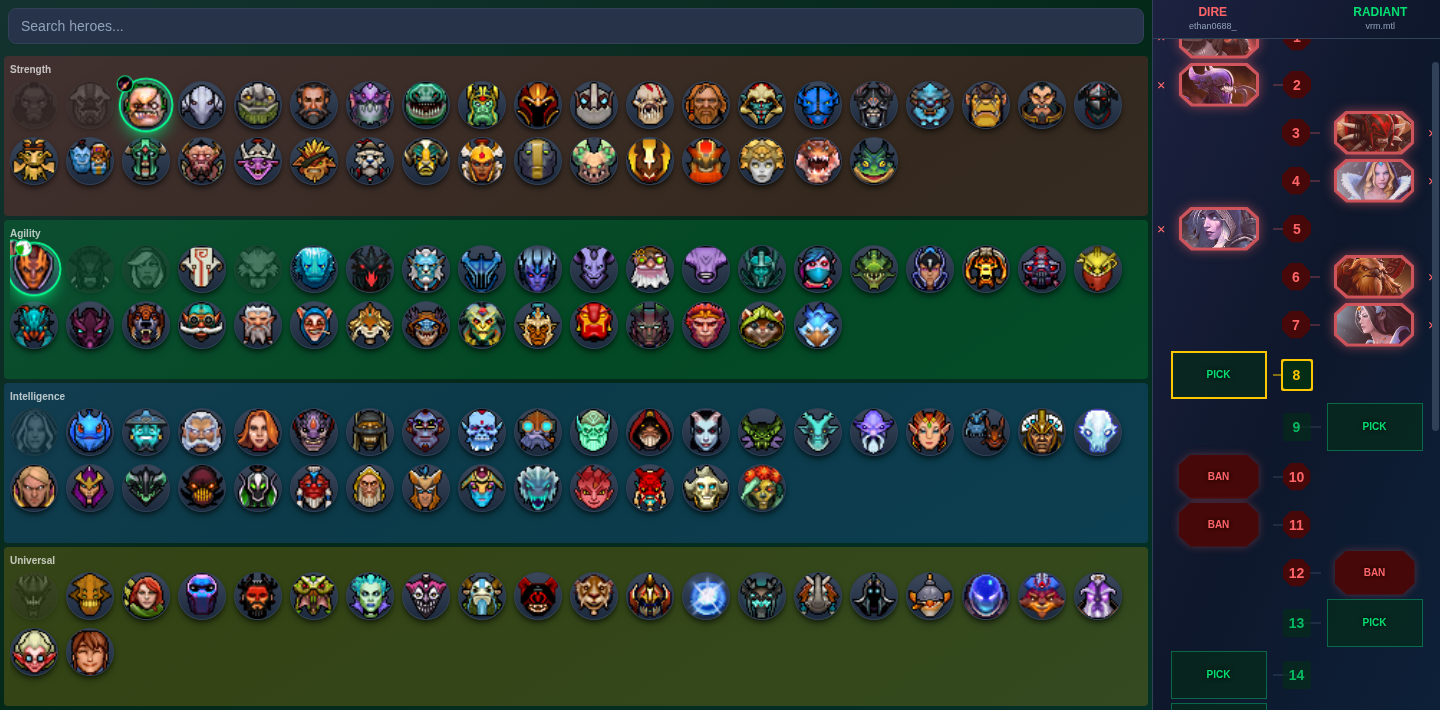 Search heroes...
DIRE
RADIANT
ethan0688_
vrm.mtl
Strength
Agility
Intelligence
Universal
1
× 2
3
4
× 5
6
7
PICK 8
9 PICK
BAN 10
BAN 11
12 BAN
13 PICK
PICK 14